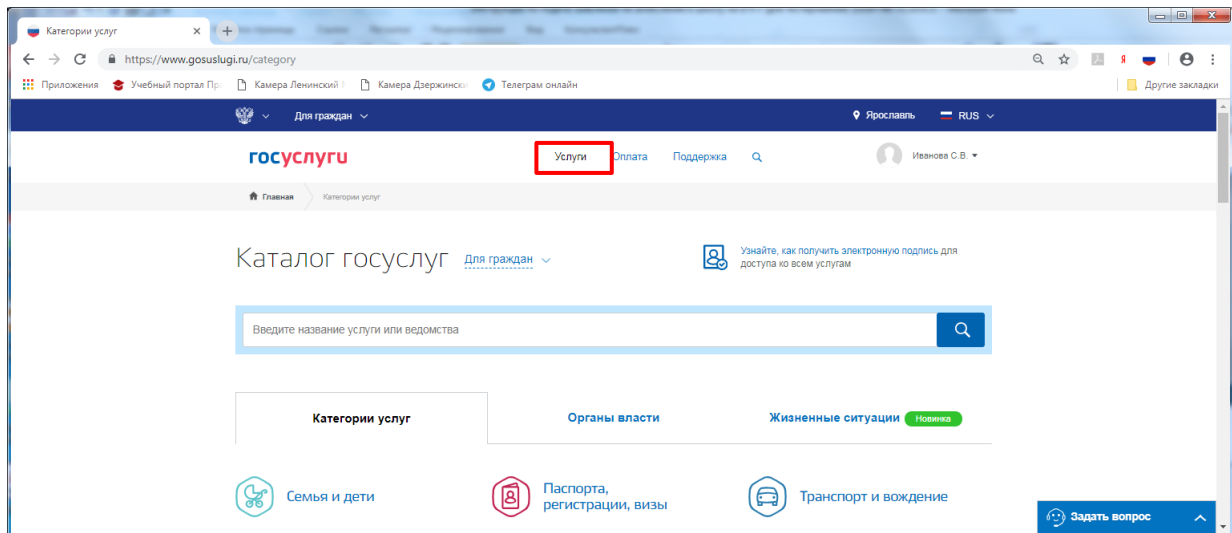 Категории услуг
https://www.gosuslugi.ru/category
Приложения Учебный портал Пр Камера Ленинский Камера Дзержински Телеграм онлайн Другие закладки
Для граждан Ярославль RUS
госуслуги Услуги Оплата Поддержка Иванова С.В.
Главная Категории услуг
Каталог госуслуг Для граждан
Узнайте, как получить электронную подпись для
доступа ко всем услугам
Введите название услуги или ведомства
Категории услуг Органы власти Жизненные ситуации Новинка
Семья и дети
Паспорта,
регистрации, визы
Транспорт и вождение
Задать вопрос